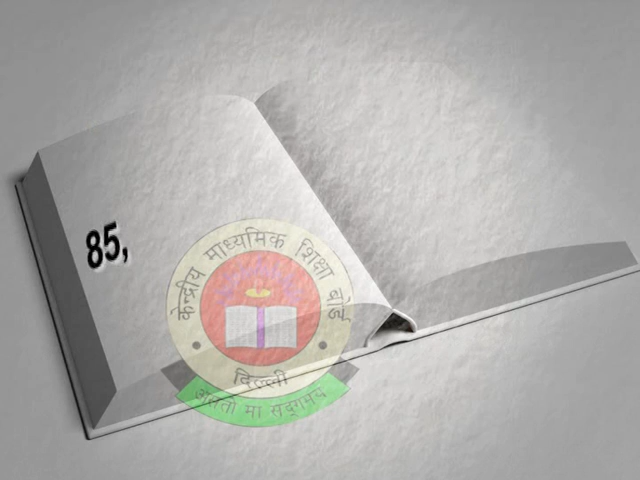 85,
केन्द्रीय माध्यमिक शिक्षा बोर्ड
दिल्ली
असतो मा सद्गमय